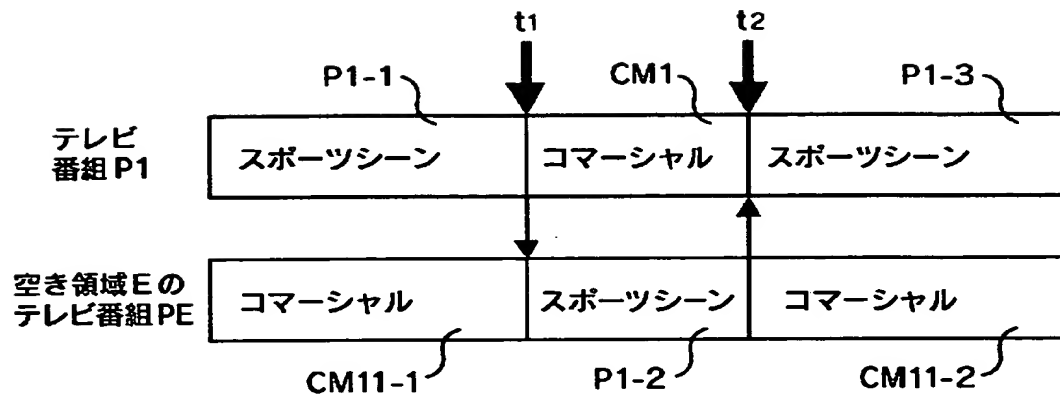 t1 t2
P1-1 CM1 P1-3
テレビ
番組P1
スポーツシーン コマーシャル スポーツシーン
空き領域Eの
テレビ番組PE
コマーシャル スポーツシーン コマーシャル
CM11-1 P1-2 CM11-2